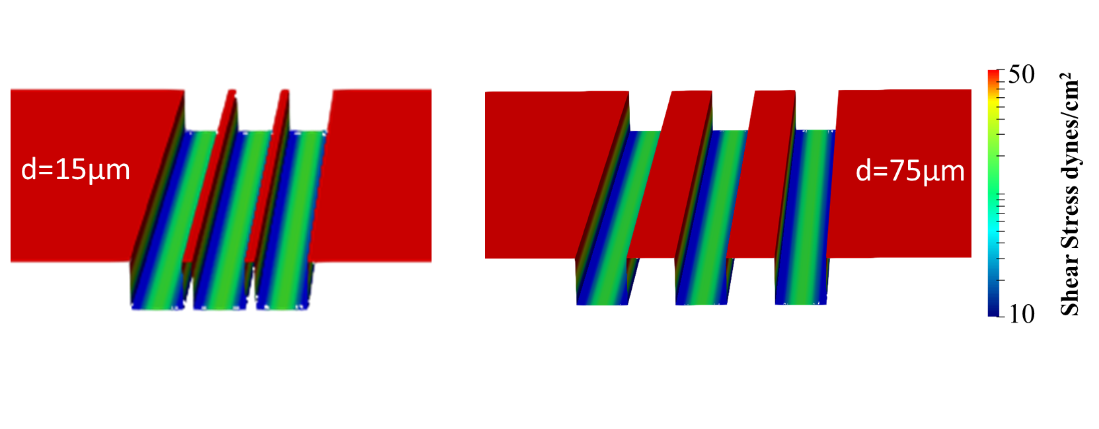 d=15μm
d=75μm
50
10
Shear Stress dynes/cm²